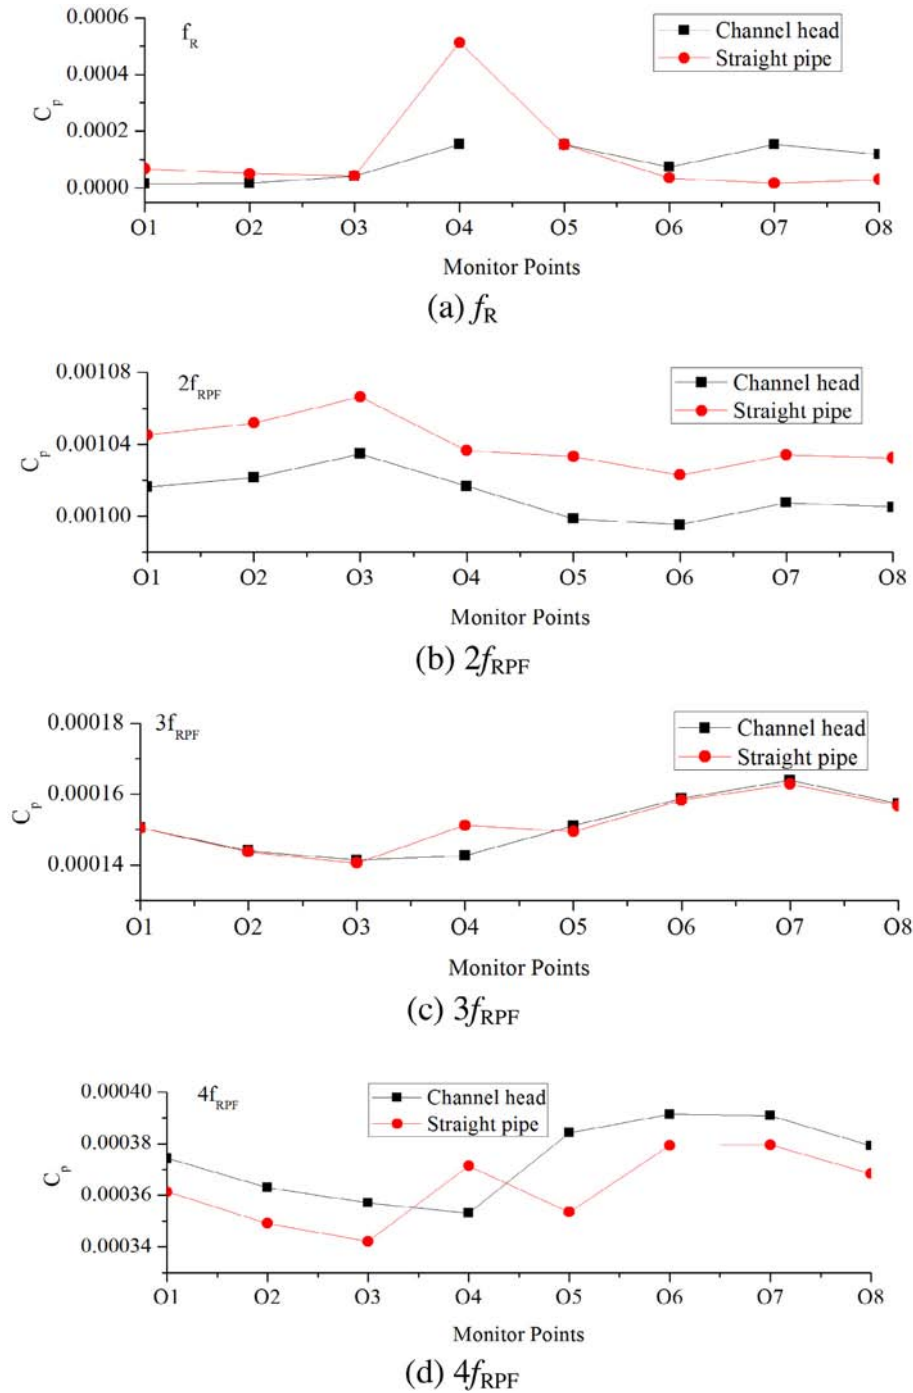 f_R
Channel head
Straight pipe
C_p
0.0006
0.0004
0.0002
0.0000
O1 O2 O3 O4 O5 O6 O7 O8
Monitor Points
(a) f_R
2f_RPF
Channel head
Straight pipe
C_p
0.00108
0.00104
0.00100
O1 O2 O3 O4 O5 O6 O7 O8
Monitor Points
(b) 2f_RPF
3f_RPF
Channel head
Straight pipe
C_p
0.00018
0.00016
0.00014
O1 O2 O3 O4 O5 O6 O7 O8
Monitor Points
(c) 3f_RPF
4f_RPF
Channel head
Straight pipe
C_p
0.00040
0.00038
0.00036
0.00034
O1 O2 O3 O4 O5 O6 O7 O8
Monitor Points
(d) 4f_RPF